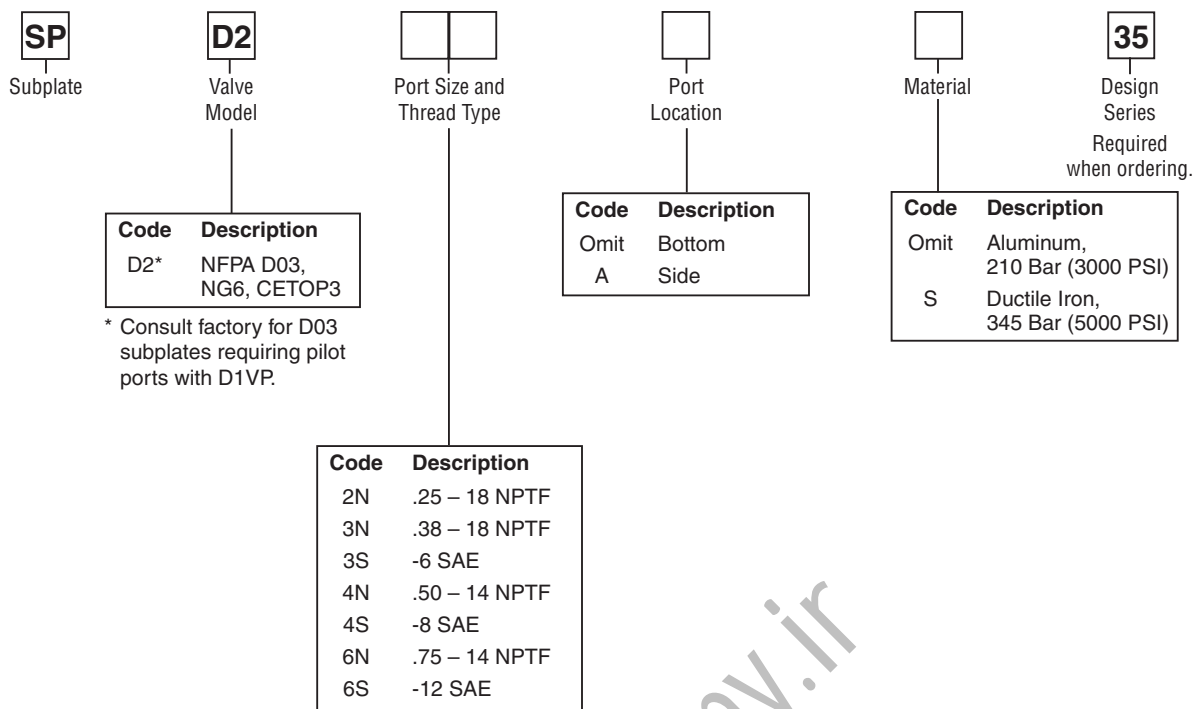 SP D2 35
Subplate
Valve
Model
Port Size and
Thread Type
Port
Location
Material
Design
Series
Required
when ordering.
Code Description
D2* NFPA D03,
NG6, CETOP3
* Consult factory for D03
subplates requiring pilot
ports with D1VP.
Code Description
Omit Bottom
A Side
Code Description
Omit Aluminum,
210 Bar (3000 PSI)
S Ductile Iron,
345 Bar (5000 PSI)
Code Description
2N .25 – 18 NPTF
3N .38 – 18 NPTF
3S -6 SAE
4N .50 – 14 NPTF
4S -8 SAE
6N .75 – 14 NPTF
6S -12 SAE